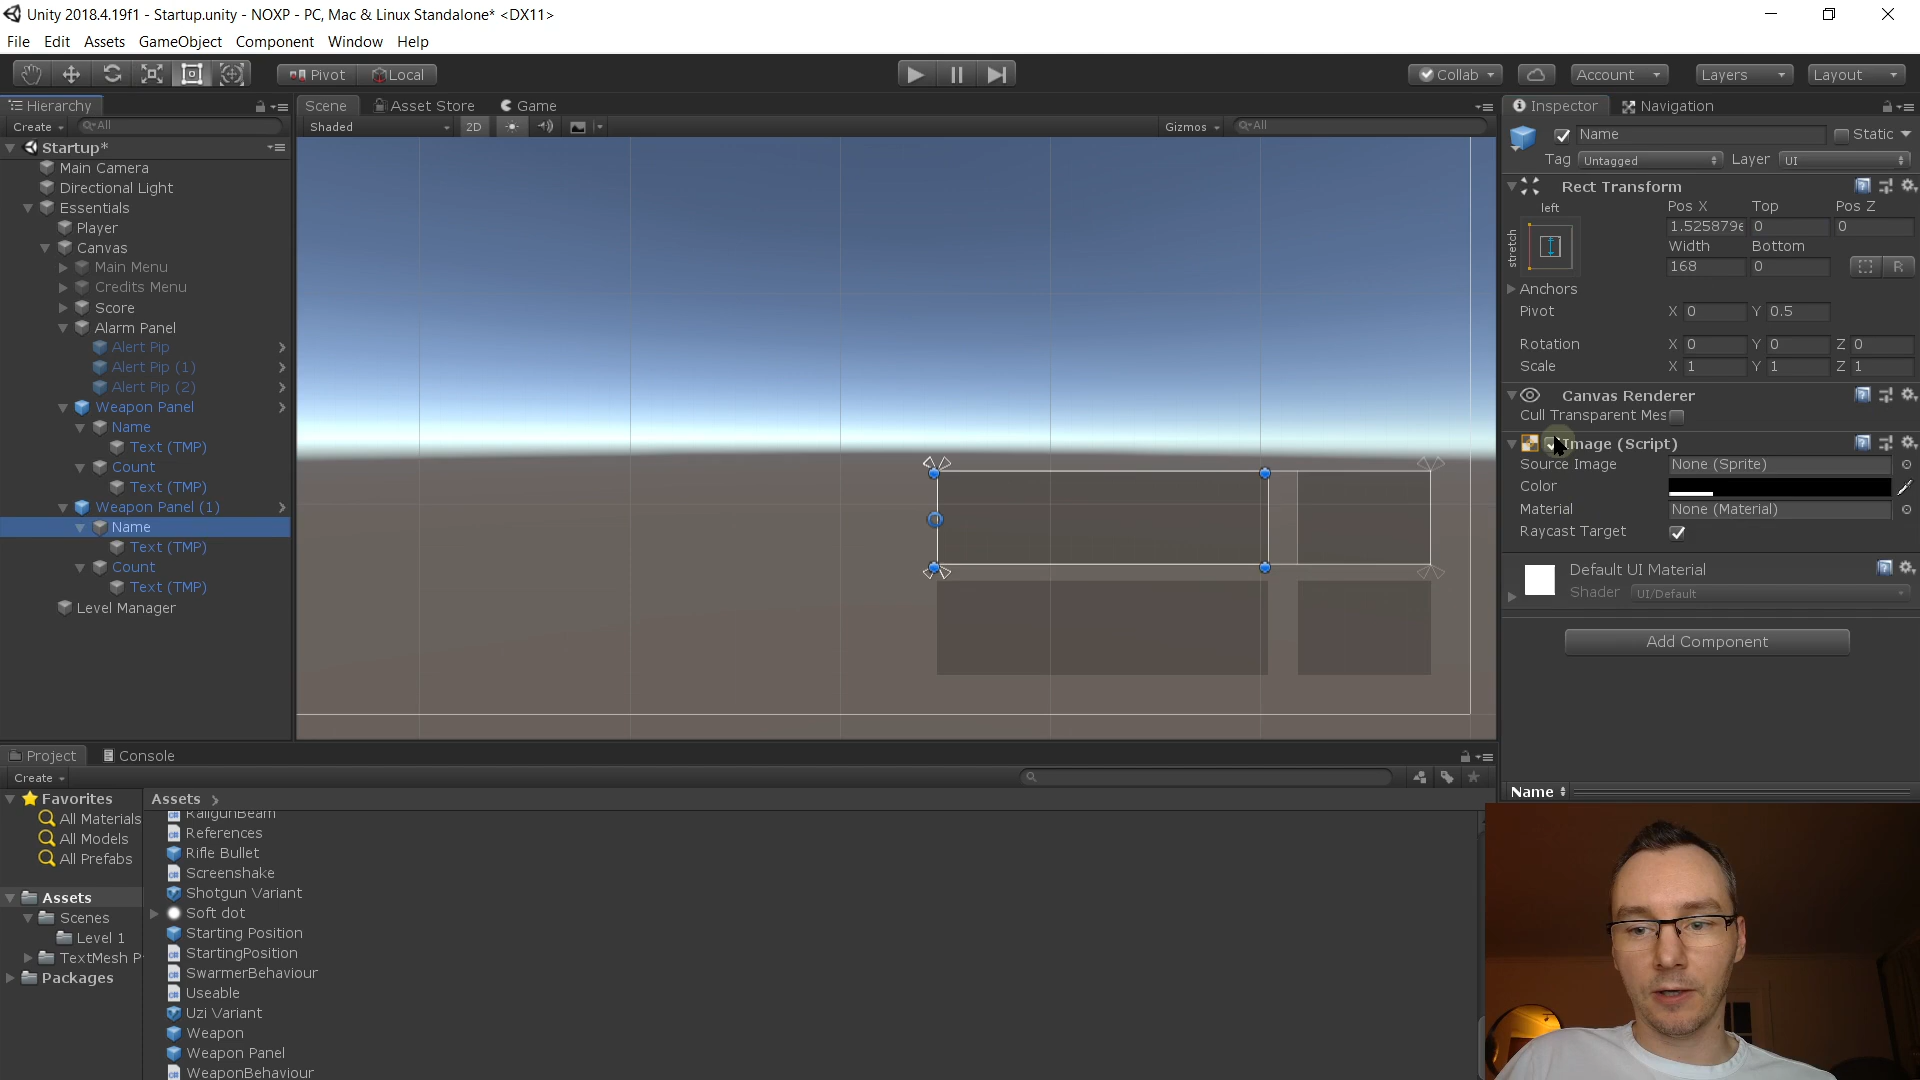 Unity 2018.4.19f1 - Startup.unity - NOXP - PC, Mac & Linux Standalone* <DX11>
File Edit Assets GameObject Component Window Help
Pivot Local Collab Account Layers Layout
Hierarchy
Create All
Startup*
Main Camera
Directional Light
Essentials
Player
Canvas
Main Menu
Credits Menu
Score
Alarm Panel
Alert Pip
Alert Pip (1)
Alert Pip (2)
Weapon Panel
Name
Text (TMP)
Count
Text (TMP)
Weapon Panel (1)
Name
Text (TMP)
Count
Text (TMP)
Level Manager
Scene Asset Store Game
Shaded 2D Gizmos All
Inspector Navigation
Name Static
Tag Untagged Layer UI
Rect Transform
left Pos X Top Pos Z
stretch 1.525879e 0 0
Width Bottom
168 0 R
Anchors
Pivot X 0 Y 0.5
Rotation X 0 Y 0 Z 0
Scale X 1 Y 1 Z 1
Canvas Renderer
Cull Transparent Mes
Image (Script)
Source Image None (Sprite)
Color
Material None (Material)
Raycast Target
Default UI Material
Shader UI/Default
Add Component
Name
Project Console
Create
Favorites
All Materials
All Models
All Prefabs
Assets
Scenes
Level 1
TextMesh P
Packages
Assets
RailgunBeam
References
Rifle Bullet
Screenshake
Shotgun Variant
Soft dot
Starting Position
StartingPosition
SwarmerBehaviour
Useable
Uzi Variant
Weapon
Weapon Panel
WeaponBehaviour